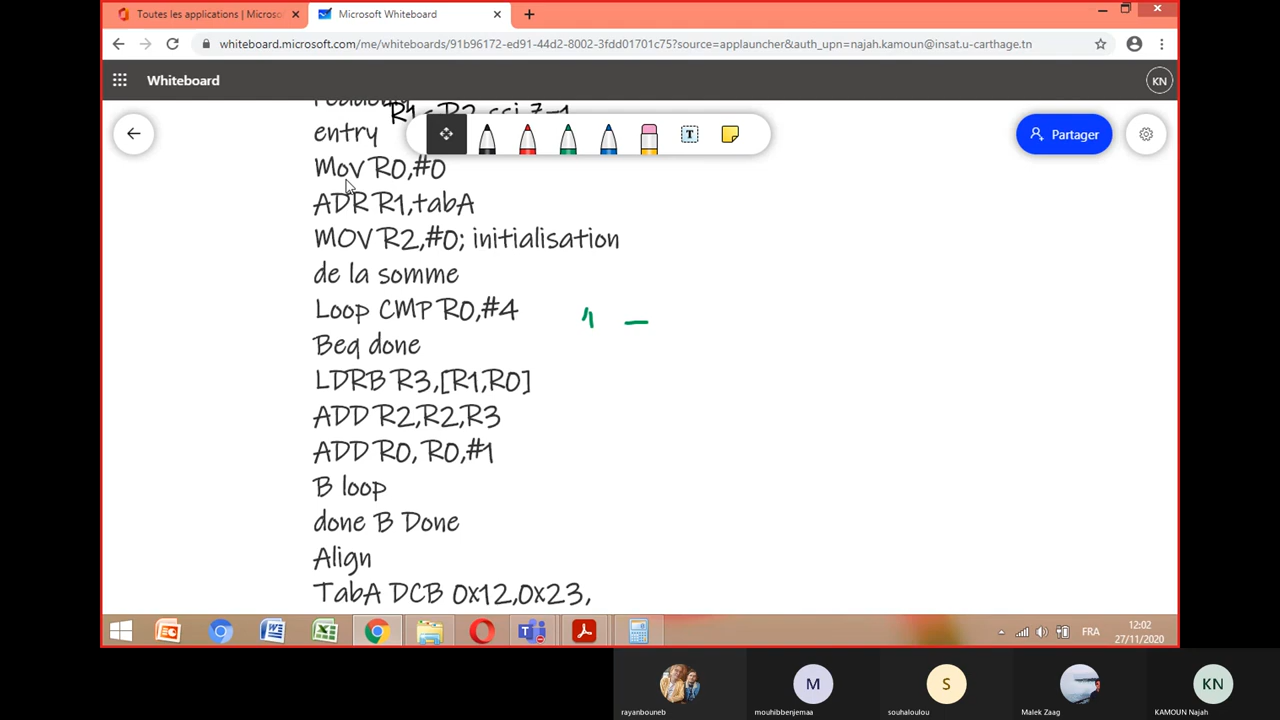 Toutes les applications | Microso
Microsoft Whiteboard
whiteboard.microsoft.com/me/whiteboards/91b96172-ed91-44d2-8002-3fdd01701c75?source=applauncher&auth_upn=najah.kamoun@insat.u-carthage.tn
Whiteboard
KN
entry
Partager
Mov R0,#0
ADR R1,tabA
MOV R2,#0; initialisation
de la somme
Loop CMP R0,#4
1 –
Beq done
LDRB R3,[R1,R0]
ADD R2,R2,R3
ADD R0, R0,#1
B loop
done B Done
Align
TabA DCB 0x12,0x23,
FRA
12:02
27/11/2020
M
S
KN
rayanbouneb
mouhibbenjemaa
souhaloulou
Malek Zaag
KAMOUN Najah